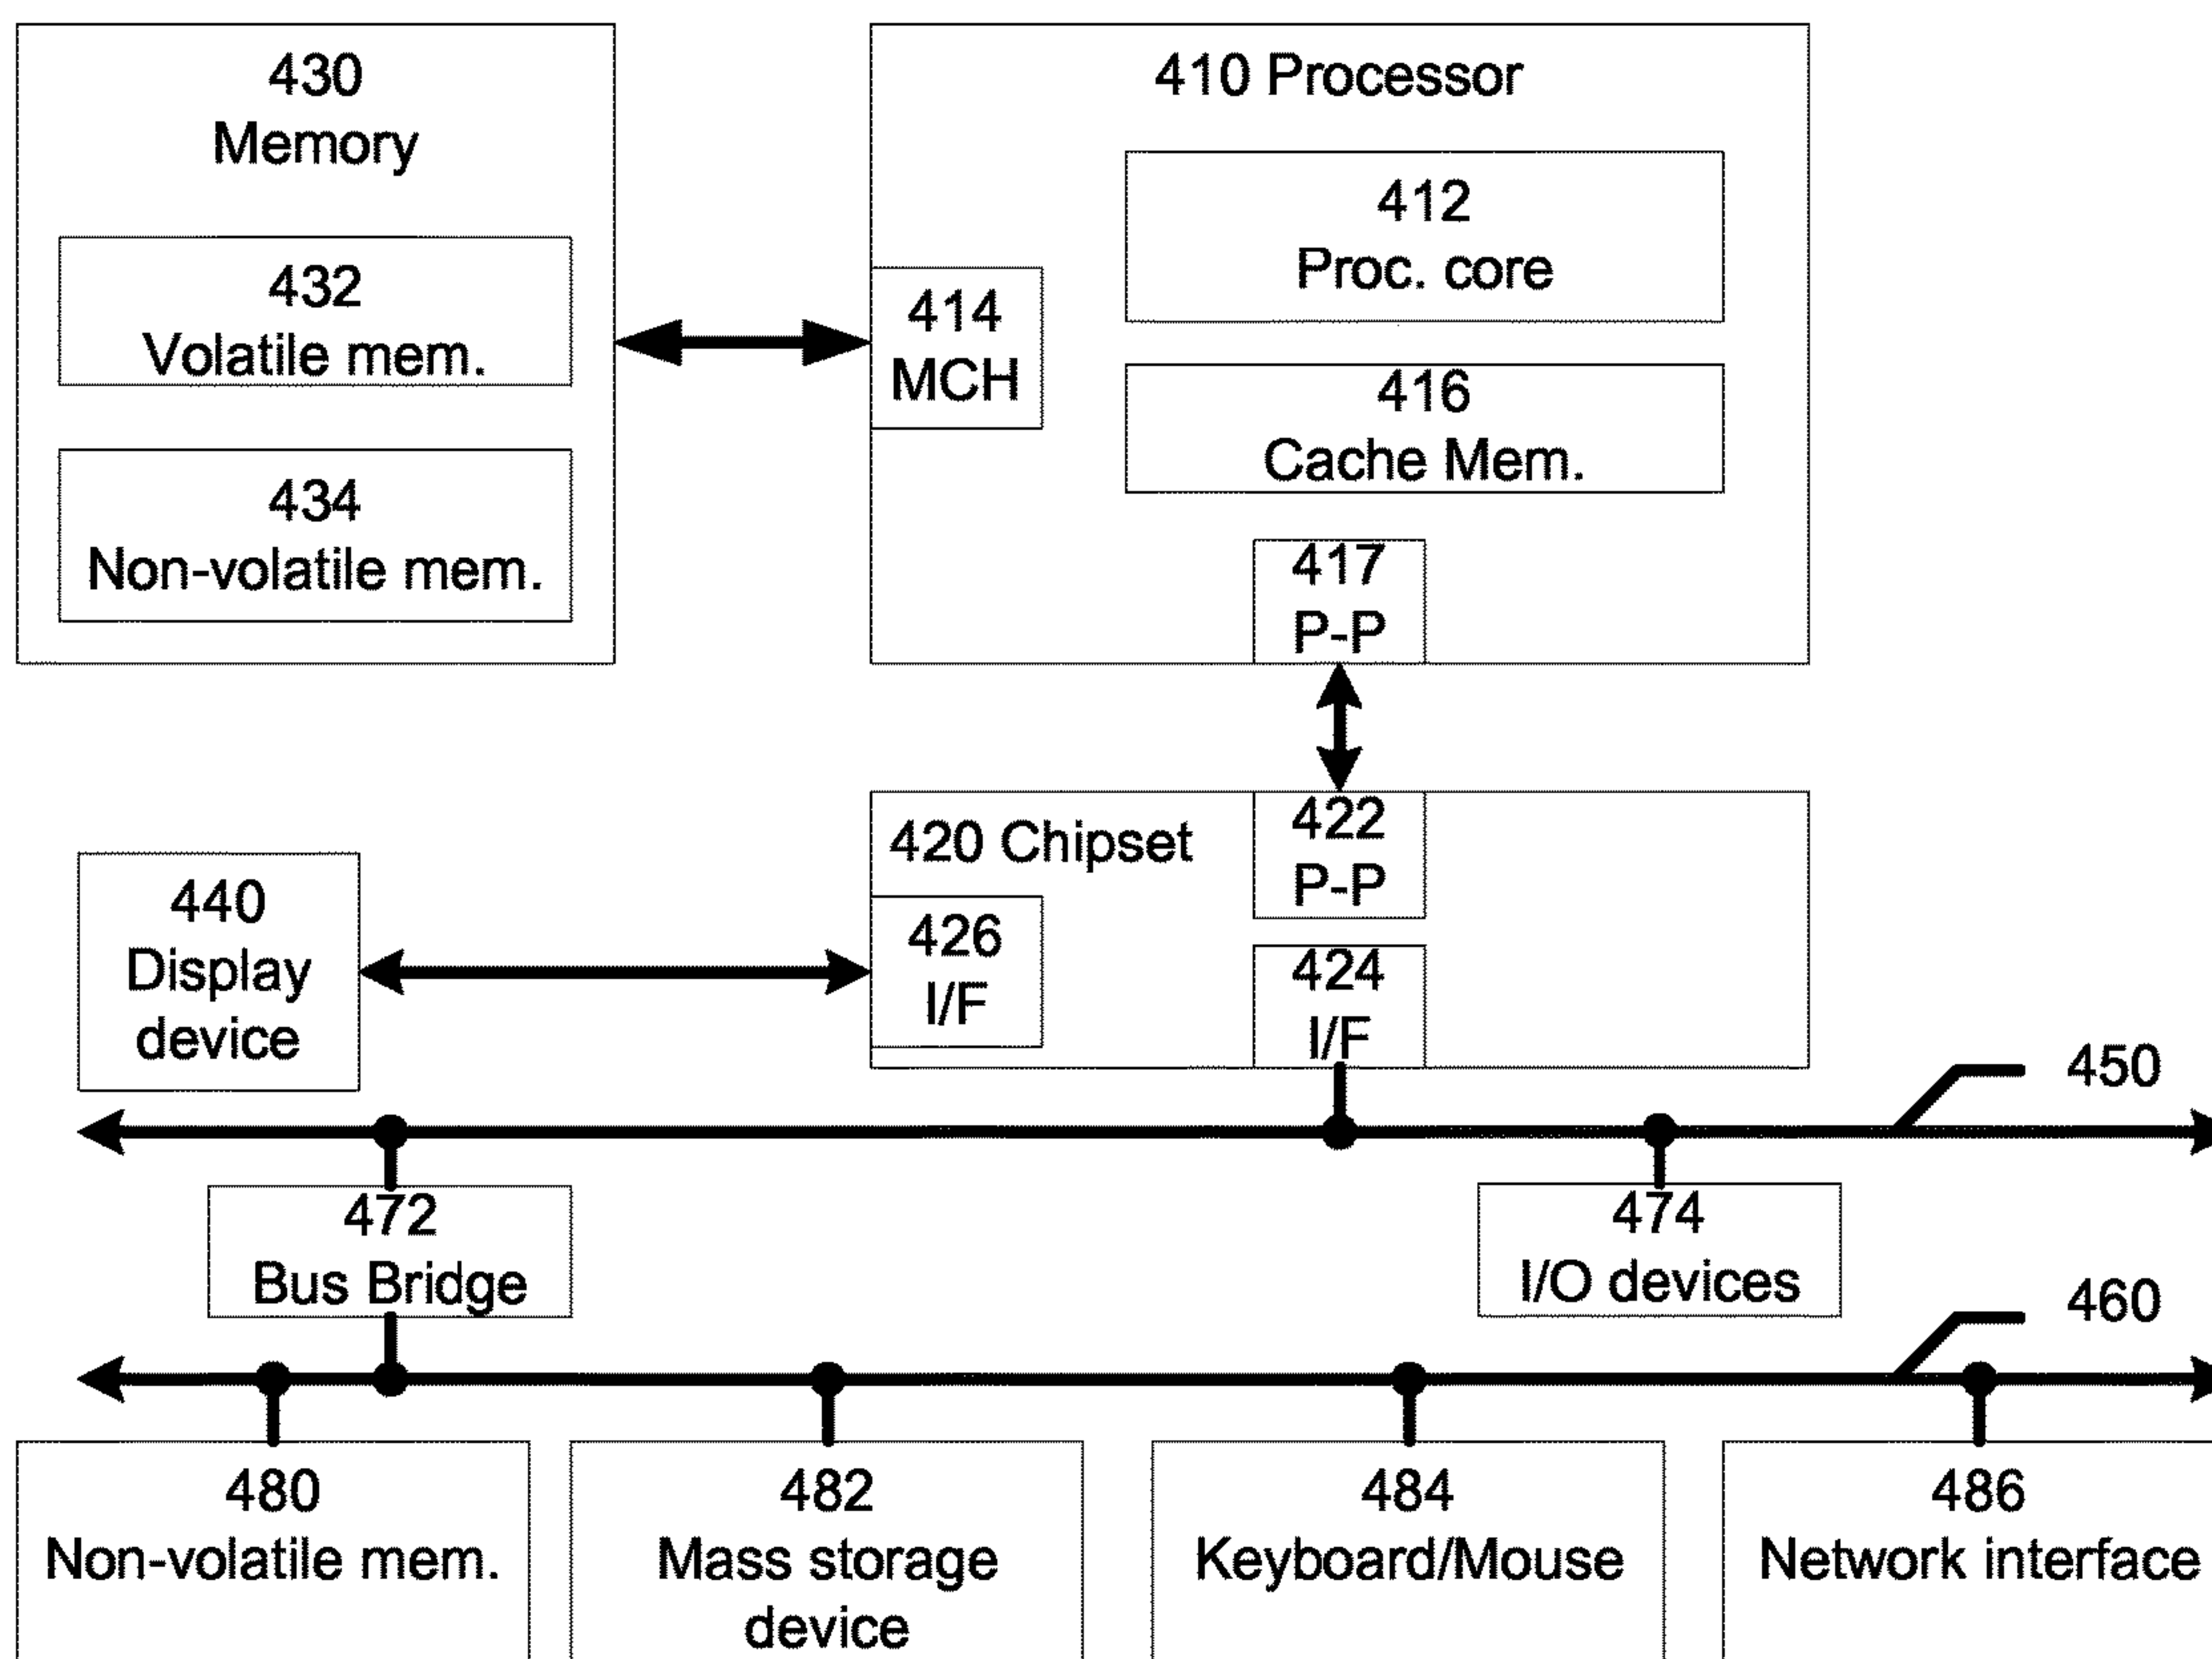 430
Memory
432
Volatile mem.
434
Non-volatile mem.
410 Processor
412
Proc. core
414
MCH
416
Cache Mem.
417
P-P
420 Chipset
422
P-P
426
I/F
424
I/F
440
Display
device
450
472
Bus Bridge
474
I/O devices
460
480
Non-volatile mem.
482
Mass storage
device
484
Keyboard/Mouse
486
Network interface